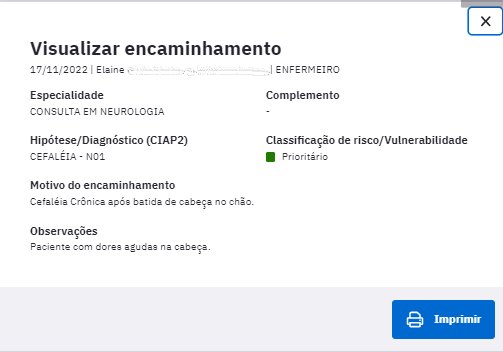 Visualizar encaminhamento
17/11/2022 | Elaine | ENFERMEIRO
Especialidade
CONSULTA EM NEUROLOGIA
Complemento
-
Hipótese/Diagnóstico (CIAP2)
CEFALÉIA - N01
Classificação de risco/Vulnerabilidade
Prioritário
Motivo do encaminhamento
Cefaléia Crônica após batida de cabeça no chão.
Observações
Paciente com dores agudas na cabeça.
Imprimir